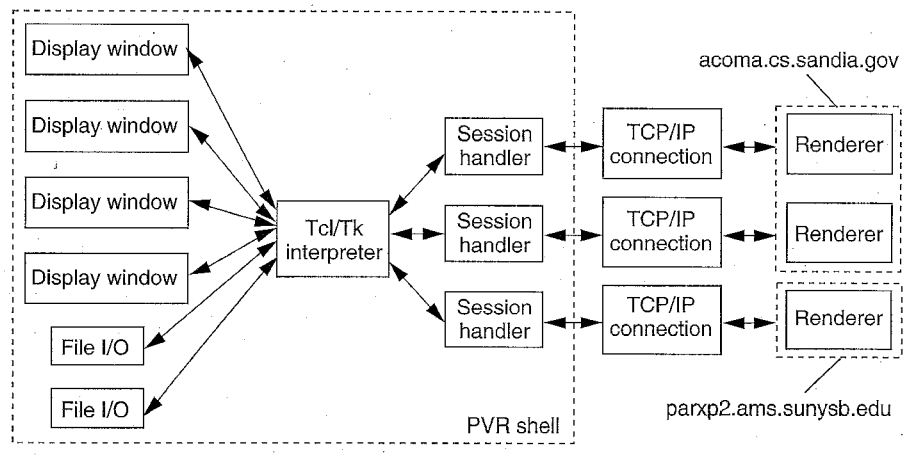 Display window
Display window
Display window
Display window
File I/O
File I/O
Tcl/Tk
interpreter
Session
handler
Session
handler
Session
handler
PVR shell
TCP/IP
connection
TCP/IP
connection
TCP/IP
connection
acoma.cs.sandia.gov
Renderer
Renderer
Renderer
parxp2.ams.sunysb.edu